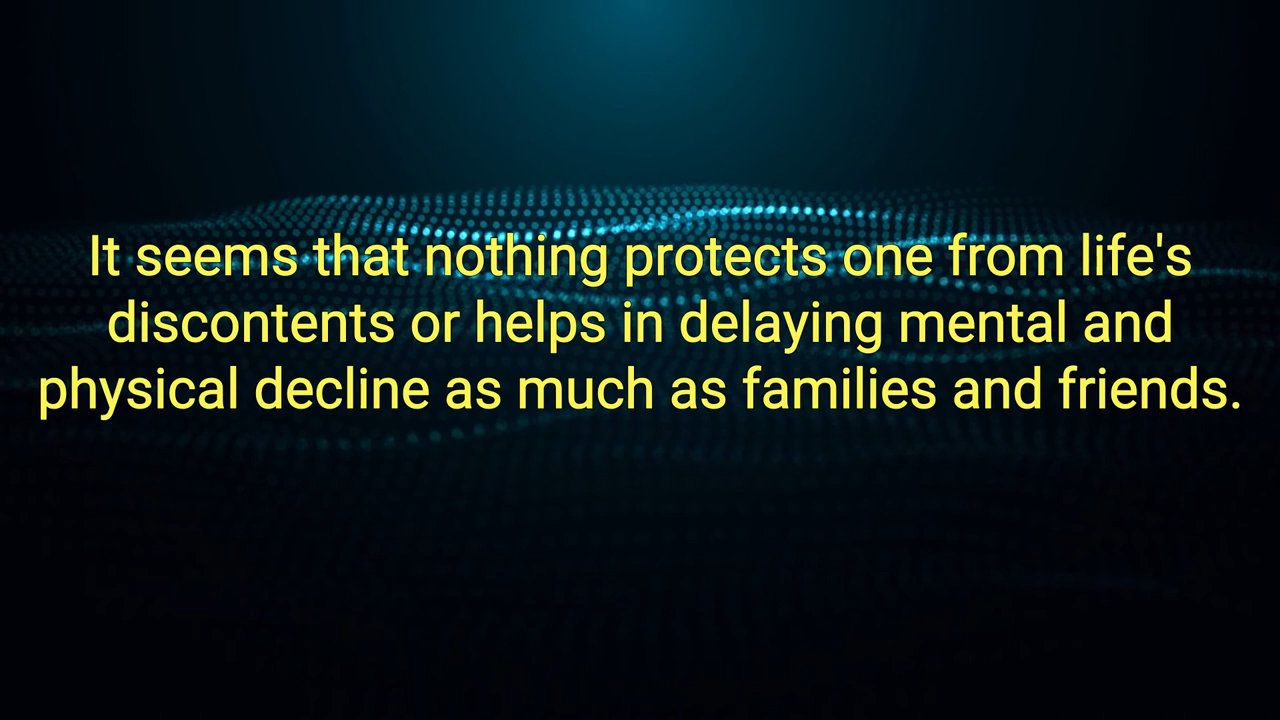 It seems that nothing protects one from life's
discontents or helps in delaying mental and
physical decline as much as families and friends.